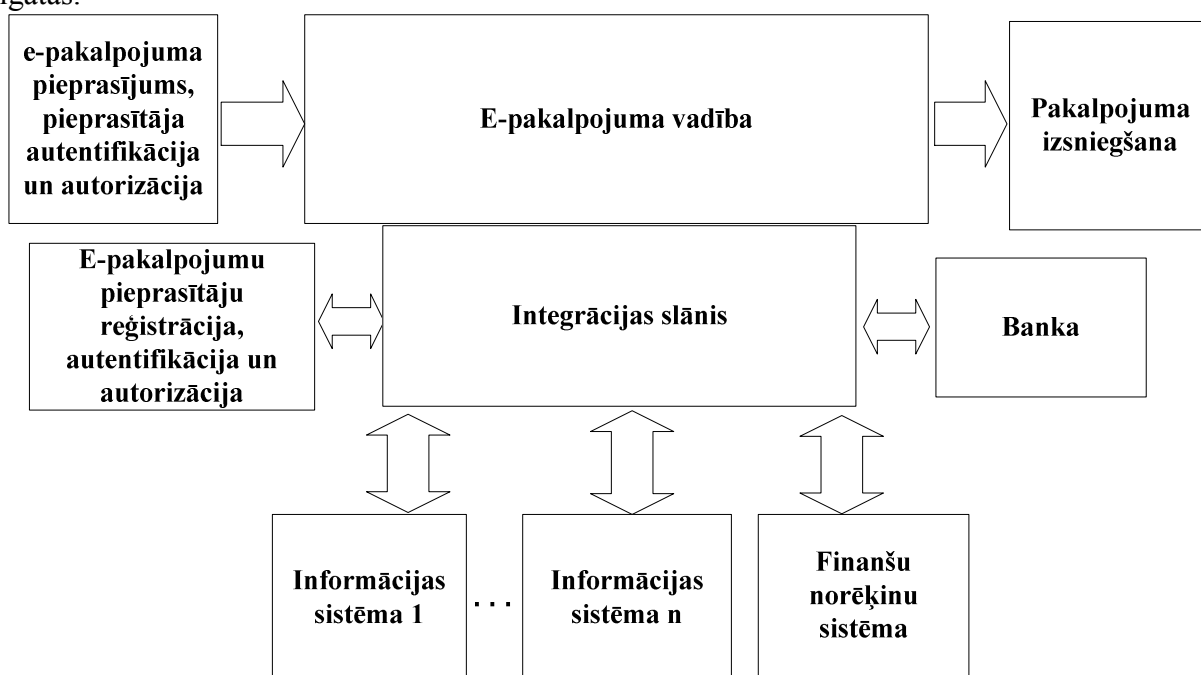 e-pakalpojuma
pieprasījums,
pieprasītāja
autentifikācija
un autorizācija
E-pakalpojuma vadība
Pakalpojuma
izsniegšana
E-pakalpojumu
pieprasītāju
reģistrācija,
autentifikācija un
autorizācija
Integrācijas slānis
Banka
Informācijas
sistēma 1
...
Informācijas
sistēma n
Finanšu
norēķinu
sistēma